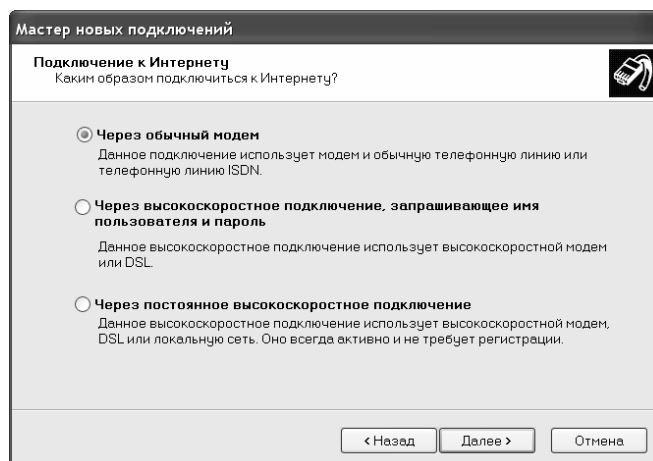 Мастер новых подключений
Подключение к Интернету
Каким образом подключиться к Интернету?
Через обычный модем
Данное подключение использует модем и обычную телефонную линию или
телефонную линию ISDN.
Через высокоскоростное подключение, запрашивающее имя
пользователя и пароль
Данное высокоскоростное подключение использует высокоскоростной модем
или DSL.
Через постоянное высокоскоростное подключение
Данное высокоскоростное подключение использует высокоскоростной модем,
DSL или локальную сеть. Оно всегда активно и не требует регистрации.
< Назад Далее > Отмена